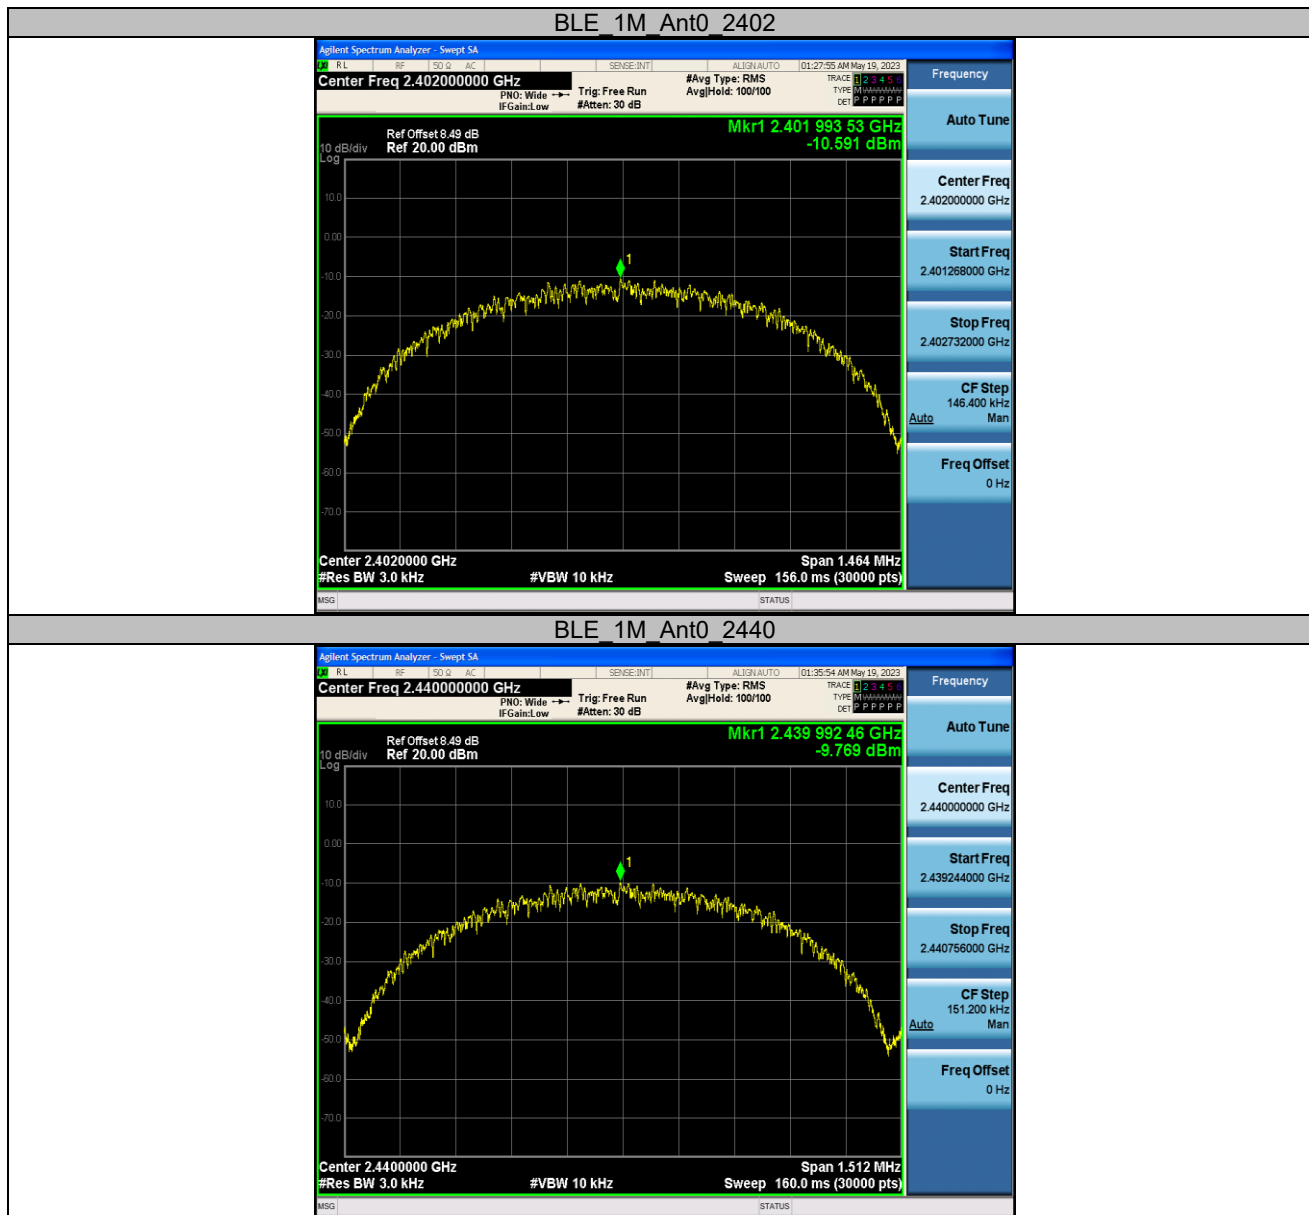 BLE_1M_Ant0_2402
Agilent Spectrum Analyzer - Swept SA
RL RF 50 Ω AC SENSE:INT ALIGNAUTO 01:27:55 AM May 19, 2023
Center Freq 2.402000000 GHz
PNO: Wide
IFGain:Low
Trig: Free Run
#Atten: 30 dB
#Avg Type: RMS
Avg|Hold: 100/100
TRACE 1 2 3 4 5 6
TYPE M WWWWW
DET P P P P P P
Mkr1 2.401 993 53 GHz
-10.591 dBm
10 dB/div
Log
Ref Offset 8.49 dB
Ref 20.00 dBm
10.0
0.00
-10.0
-20.0
-30.0
-40.0
-50.0
-60.0
-70.0
1
Center 2.4020000 GHz Span 1.464 MHz
#Res BW 3.0 kHz #VBW 10 kHz Sweep 156.0 ms (30000 pts)
MSG STATUS
Frequency
Auto Tune
Center Freq
2.402000000 GHz
Start Freq
2.401268000 GHz
Stop Freq
2.402732000 GHz
CF Step
146.400 kHz
Auto Man
Freq Offset
0 Hz
BLE_1M_Ant0_2440
Agilent Spectrum Analyzer - Swept SA
RL RF 50 Ω AC SENSE:INT ALIGNAUTO 01:35:54 AM May 19, 2023
Center Freq 2.440000000 GHz
PNO: Wide
IFGain:Low
Trig: Free Run
#Atten: 30 dB
#Avg Type: RMS
Avg|Hold: 100/100
TRACE 1 2 3 4 5 6
TYPE M WWWWW
DET P P P P P P
Mkr1 2.439 992 46 GHz
-9.769 dBm
10 dB/div
Log
Ref Offset 8.49 dB
Ref 20.00 dBm
10.0
0.00
-10.0
-20.0
-30.0
-40.0
-50.0
-60.0
-70.0
1
Center 2.4400000 GHz Span 1.512 MHz
#Res BW 3.0 kHz #VBW 10 kHz Sweep 160.0 ms (30000 pts)
MSG STATUS
Frequency
Auto Tune
Center Freq
2.440000000 GHz
Start Freq
2.439244000 GHz
Stop Freq
2.440756000 GHz
CF Step
151.200 kHz
Auto Man
Freq Offset
0 Hz